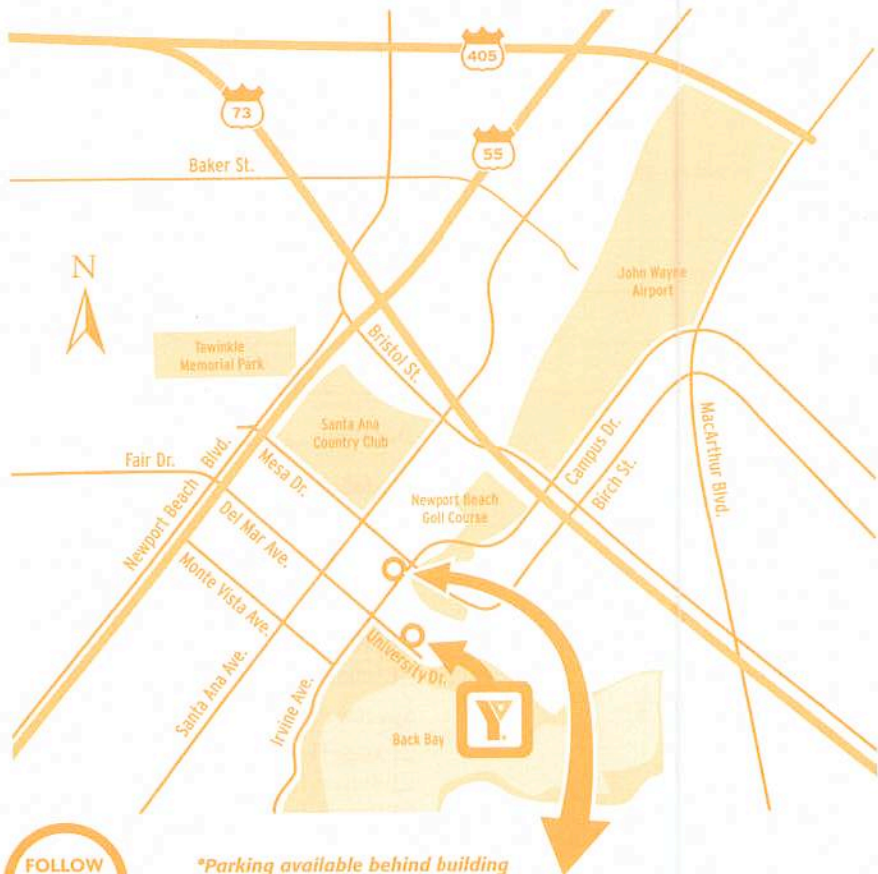 405
73
55
Baker St.
N
John Wayne
Airport
Tewinkle
Memorial Park
Bristol St.
Santa Ana
Country Club
Newport Beach Blvd.
Fair Dr.
Mesa Dr.
Newport Beach
Golf Course
Campus Dr.
Birch St.
MacArthur Blvd.
Del Mar Ave.
Monte Vista Ave.
University Dr.
Santa Ana Ave.
Irvine Ave.
Back Bay
Y
FOLLOW
*Parking available behind building